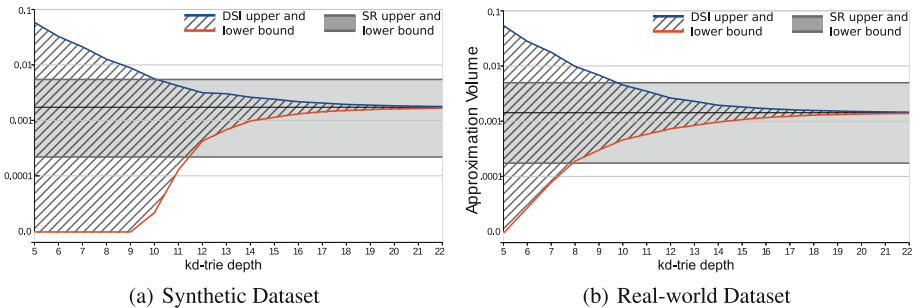 DSI upper and
lower bound
SR upper and
lower bound
0.1
0.01
0.001
0.0001
0.0
5 6 7 8 9 10 11 12 13 14 15 16 17 18 19 20 21 22
kd-trie depth
(a) Synthetic Dataset
DSI upper and
lower bound
SR upper and
lower bound
Approximation Volume
0.1
0.01
0.001
0.0001
0.0
5 6 7 8 9 10 11 12 13 14 15 16 17 18 19 20 21 22
kd-trie depth
(b) Real-world Dataset